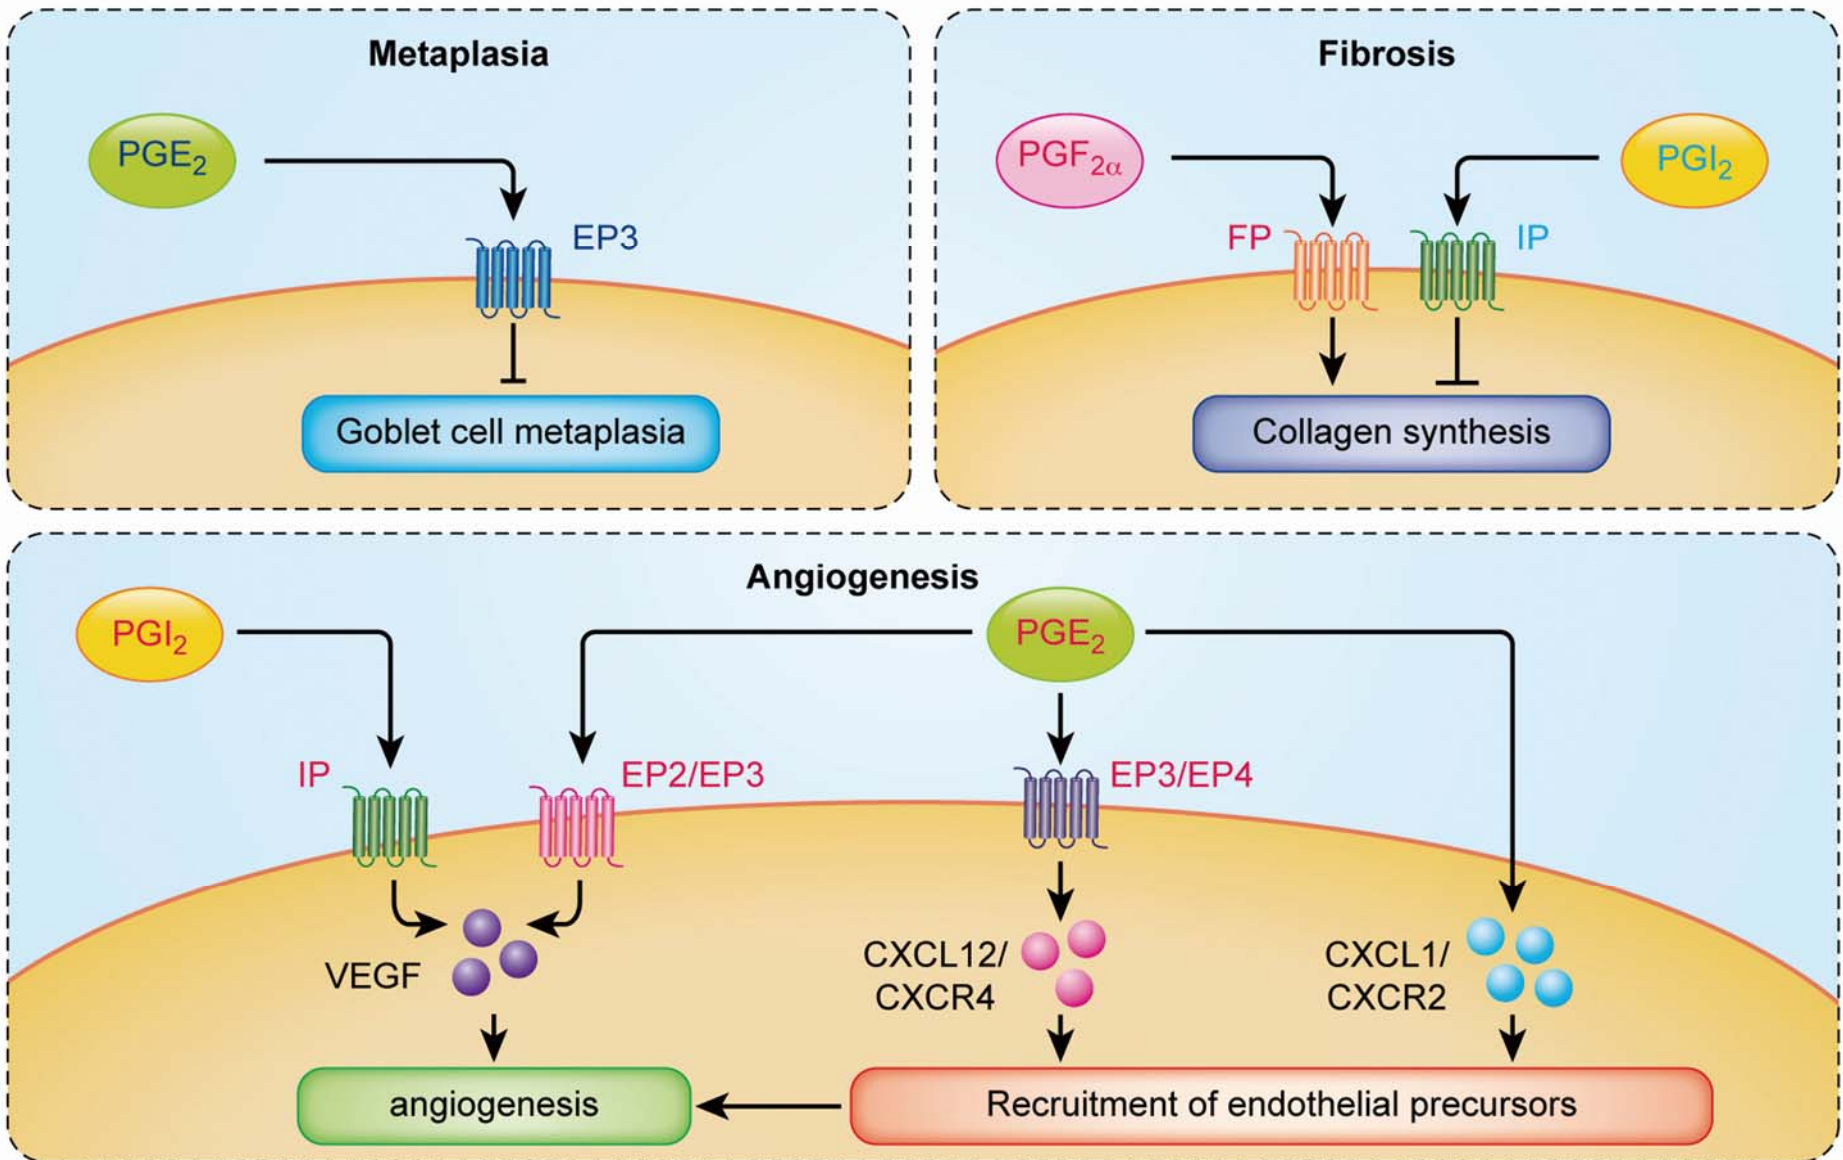 Metaplasia
PGE₂
EP3
Goblet cell metaplasia
Fibrosis
PGF₂α
PGI₂
FP
IP
Collagen synthesis
Angiogenesis
PGI₂
PGE₂
IP
EP2/EP3
EP3/EP4
VEGF
CXCL12/
CXCR4
CXCL1/
CXCR2
angiogenesis
Recruitment of endothelial precursors